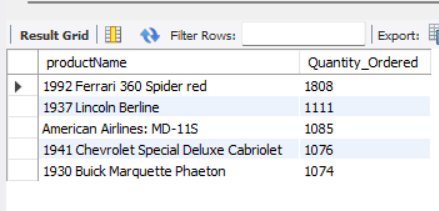 Result Grid Filter Rows: Export:
productName Quantity_Ordered
1992 Ferrari 360 Spider red 1808
1937 Lincoln Berline 1111
American Airlines: MD-11S 1085
1941 Chevrolet Special Deluxe Cabriolet 1076
1930 Buick Marquette Phaeton 1074